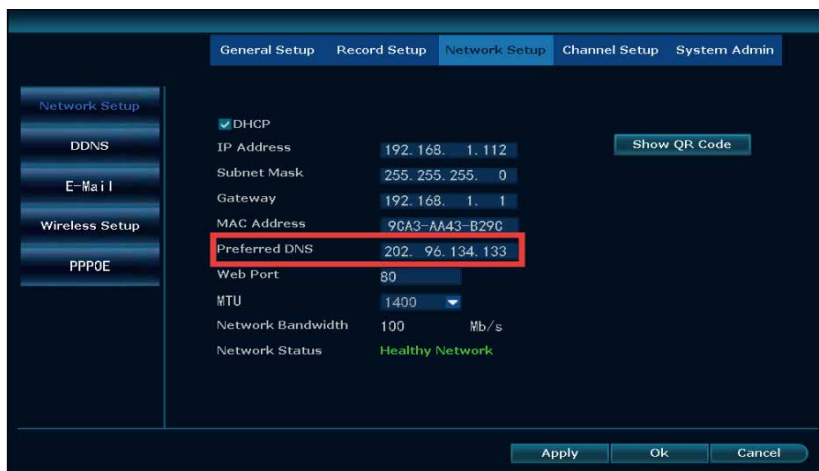 General Setup Record Setup Network Setup Channel Setup System Admin
Network Setup
DDNS
E-Mail
Wireless Setup
PPPOE
DHCP
IP Address 192.168. 1.112
Show QR Code
Subnet Mask 255.255.255. 0
Gateway 192.168. 1. 1
MAC Address 9CA3-AA43-B29C
Preferred DNS 202. 96.134.133
Web Port 80
MTU 1400
Network Bandwidth 100 Mb/s
Network Status Healthy Network
Apply Ok Cancel